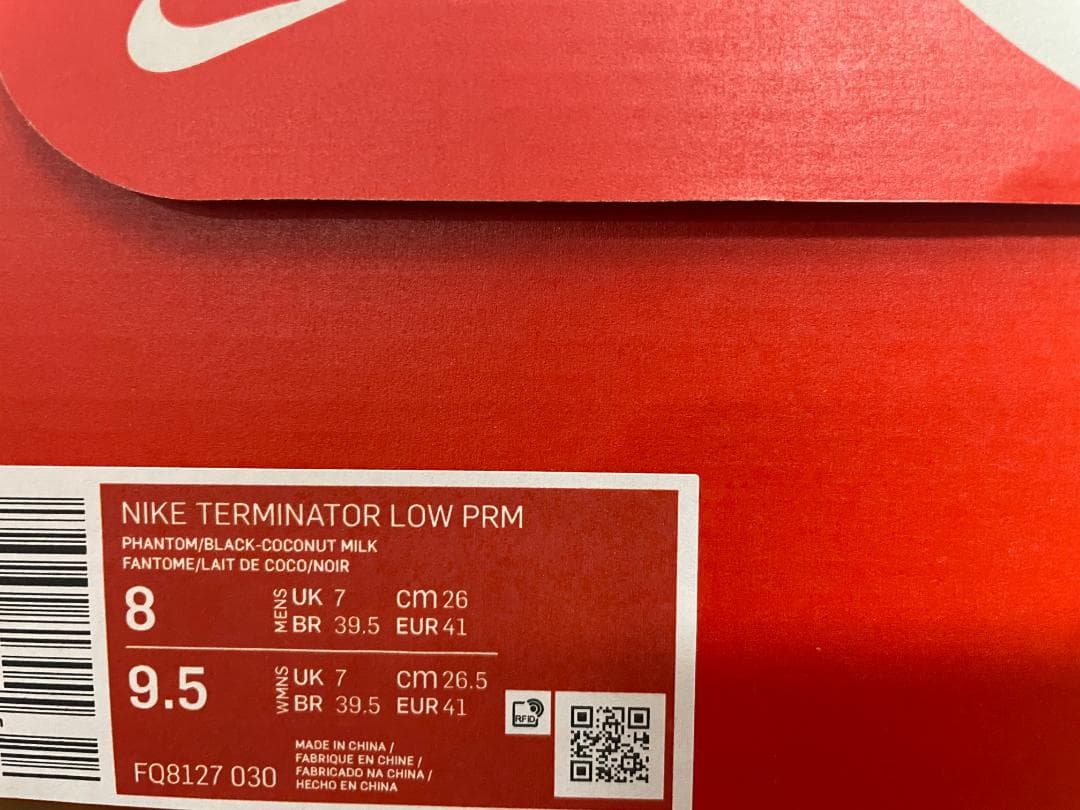 NIKE TERMINATOR LOW PRM
PHANTOM/BLACK-COCONUT MILK
FANTOME/LAIT DE COCO/NOIR
8 MENS UK 7 cm 26
BR 39.5 EUR 41
9.5 WMNS UK 7 cm 26.5
BR 39.5 EUR 41
RFID
FQ8127 030
MADE IN CHINA /
FABRIQUE EN CHINE /
FABRICADO NA CHINA /
HECHO EN CHINA